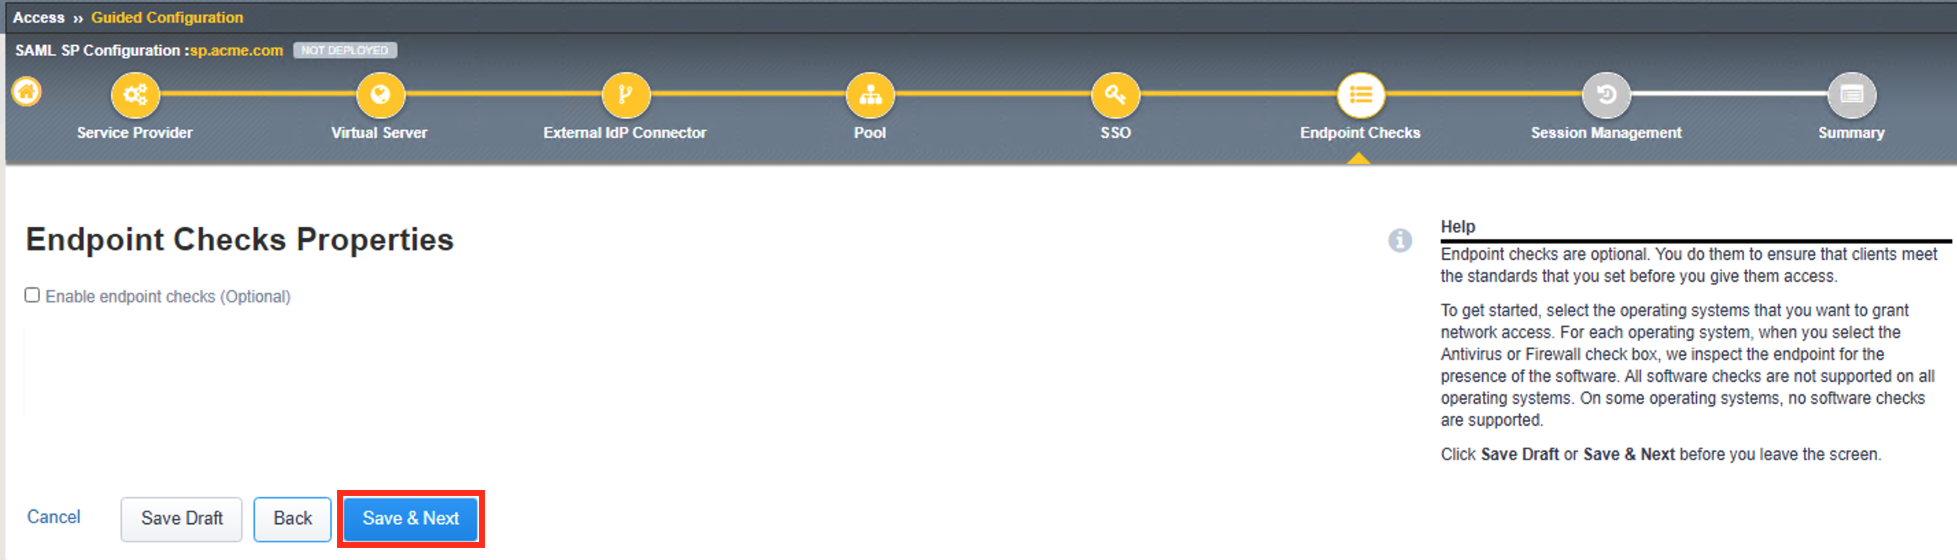 Access » Guided Configuration
SAML SP Configuration :sp.acme.com NOT DEPLOYED
Service Provider
Virtual Server
External IdP Connector
Pool
SSO
Endpoint Checks
Session Management
Summary
Endpoint Checks Properties
Enable endpoint checks (Optional)
Help
Endpoint checks are optional. You do them to ensure that clients meet
the standards that you set before you give them access.
To get started, select the operating systems that you want to grant
network access. For each operating system, when you select the
Antivirus or Firewall check box, we inspect the endpoint for the
presence of the software. All software checks are not supported on all
operating systems. On some operating systems, no software checks
are supported.
Click Save Draft or Save & Next before you leave the screen.
Cancel
Save Draft
Back
Save & Next